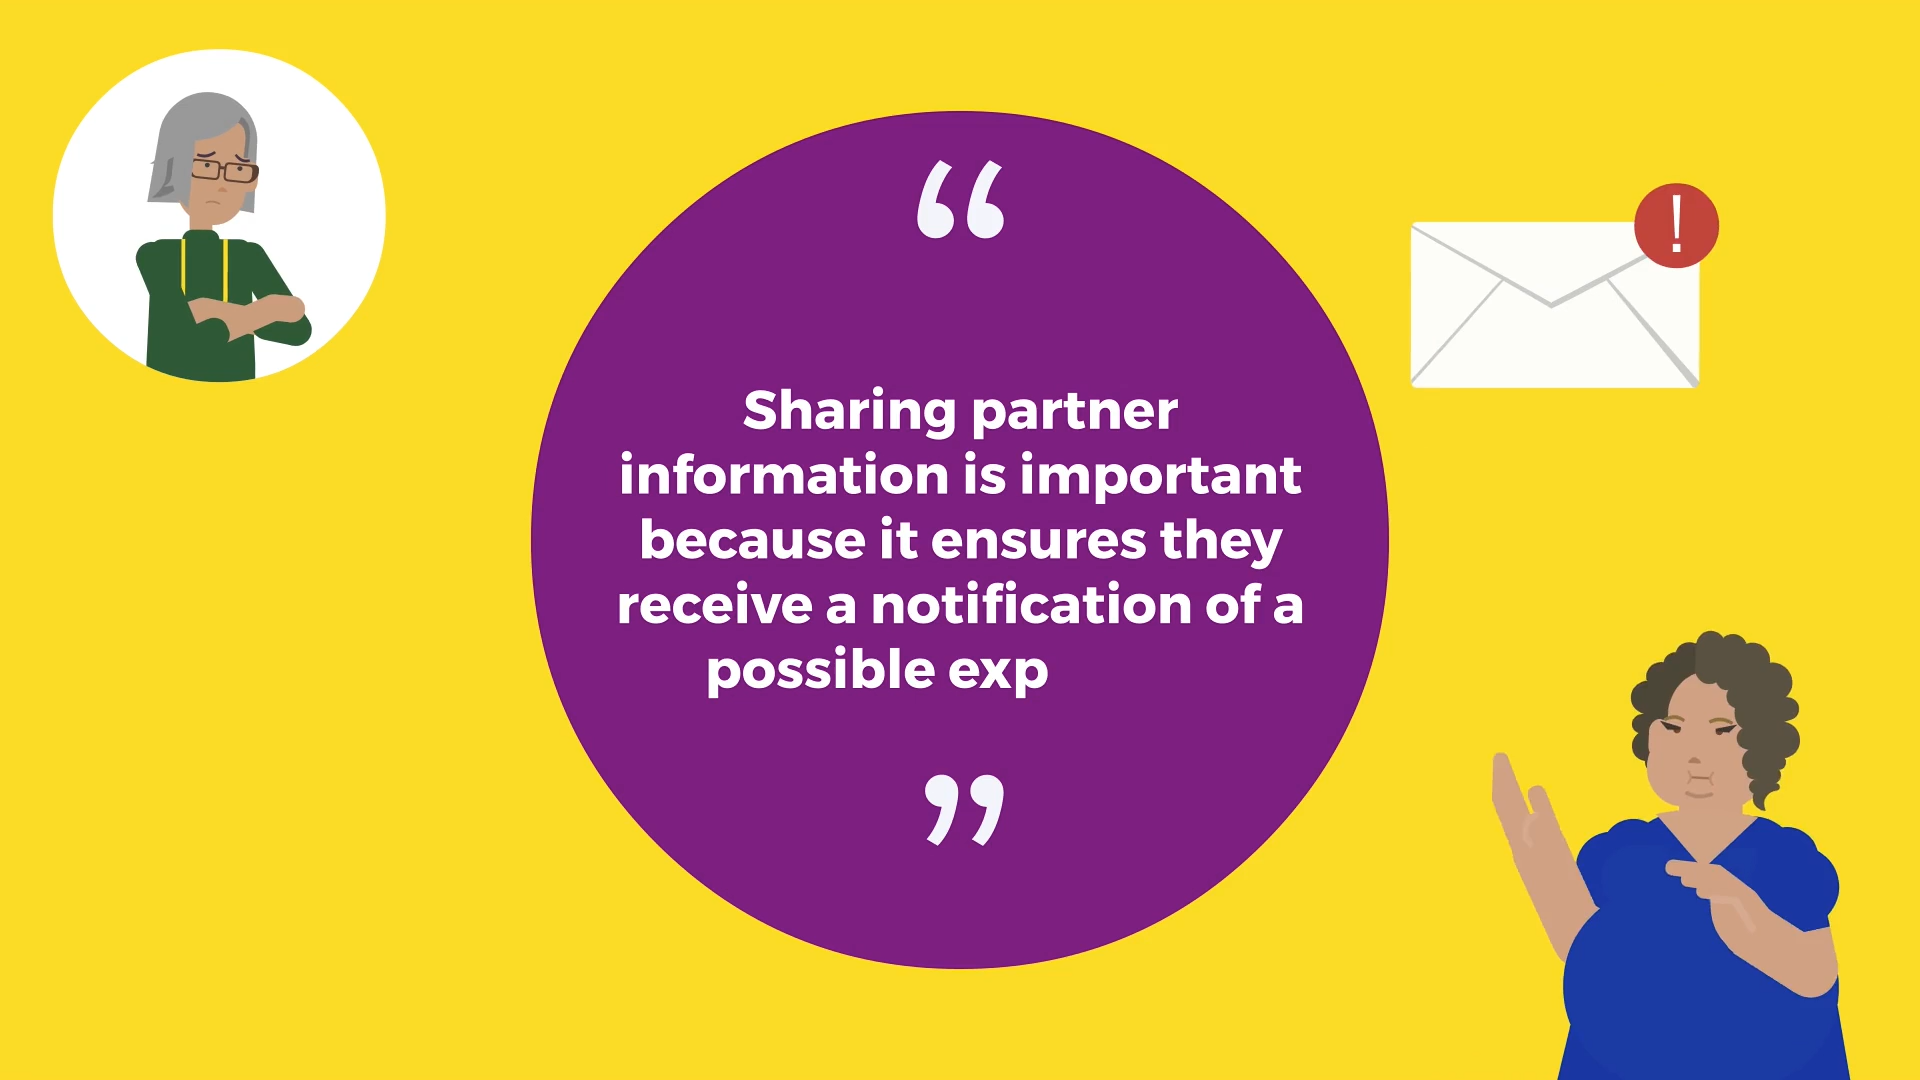 “
Sharing partner
information is important
because it ensures they
receive a notification of a
possible exp
”
!